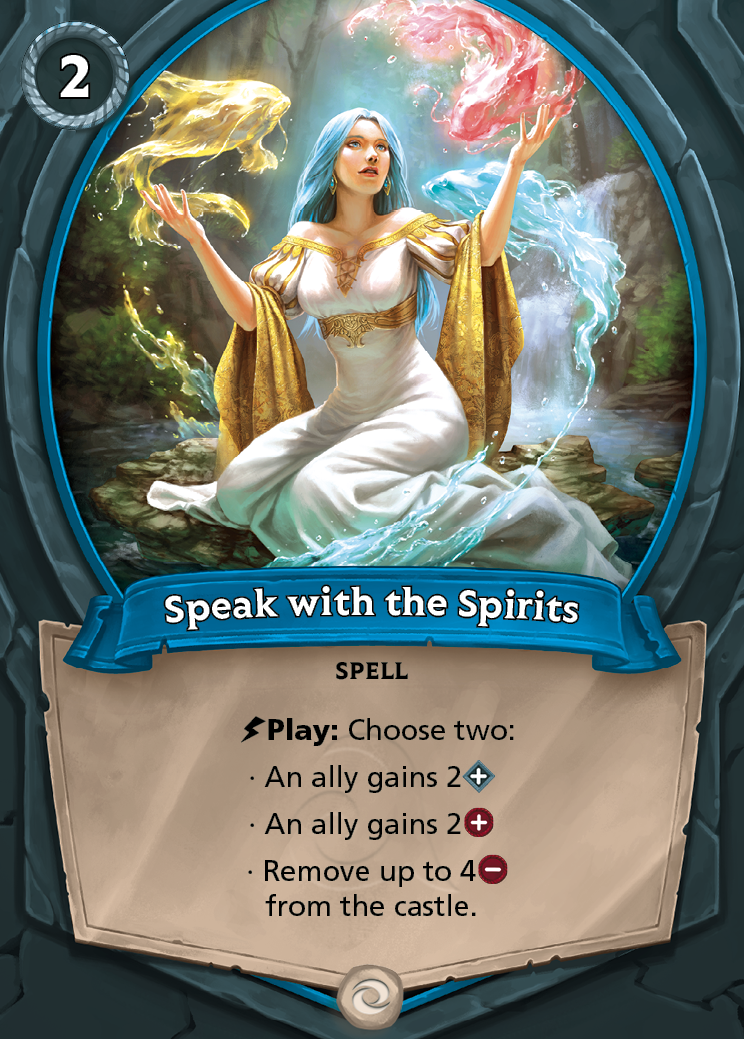 2
Speak with the Spirits
SPELL
Play: Choose two:
· An ally gains 2+
· An ally gains 2+
· Remove up to 4−
from the castle.